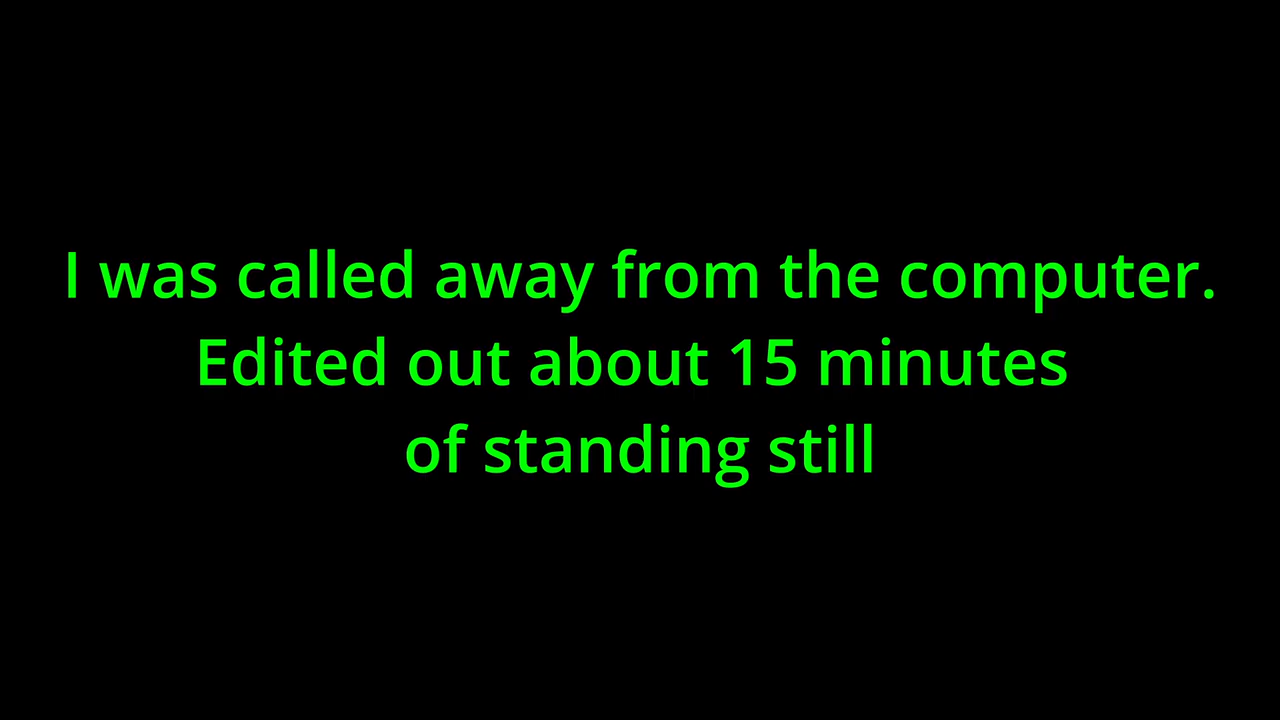 I was called away from the computer.
Edited out about 15 minutes
of standing still